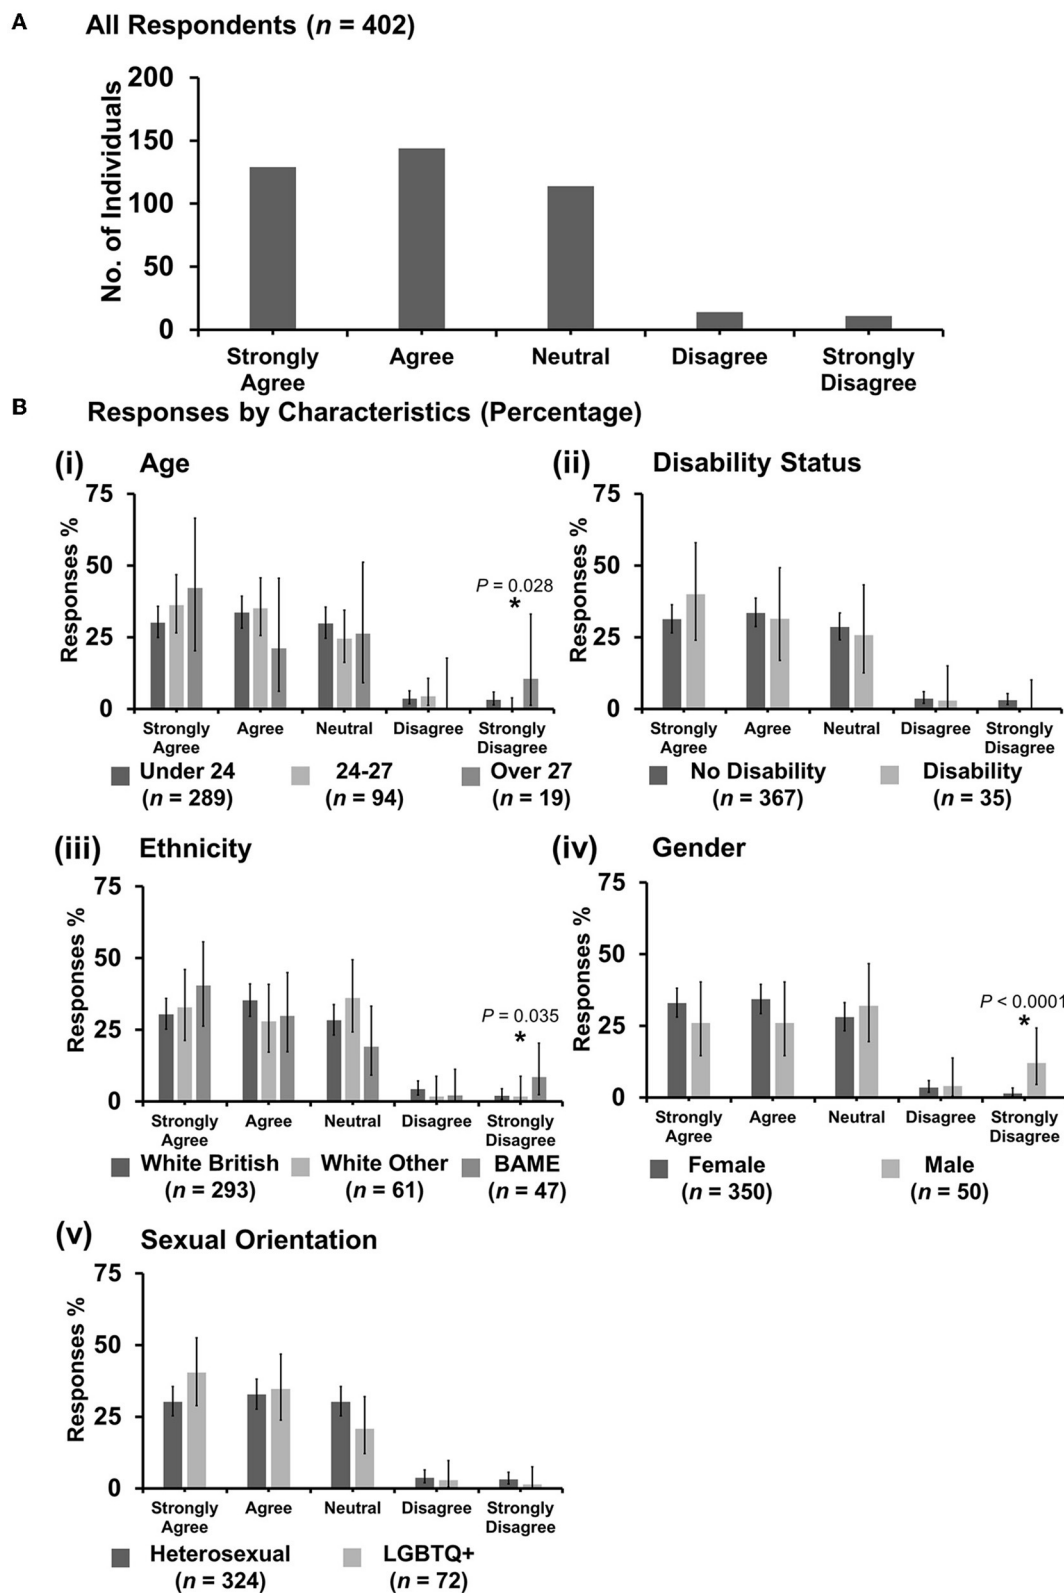 A
All Respondents (n = 402)
200
150
100
50
0
No. of Individuals
Strongly Agree
Agree
Neutral
Disagree
Strongly Disagree
B
Responses by Characteristics (Percentage)
(i) Age
75
50
25
0
Responses %
P = 0.028
*
Strongly Agree
Agree
Neutral
Disagree
Strongly Disagree
Under 24 (n = 289)
24-27 (n = 94)
Over 27 (n = 19)
(ii) Disability Status
75
50
25
0
Responses %
Strongly Agree
Agree
Neutral
Disagree
Strongly Disagree
No Disability (n = 367)
Disability (n = 35)
(iii) Ethnicity
75
50
25
0
Responses %
P = 0.035
*
Strongly Agree
Agree
Neutral
Disagree
Strongly Disagree
White British (n = 293)
White Other (n = 61)
BAME (n = 47)
(iv) Gender
75
50
25
0
Responses %
P < 0.0001
*
Strongly Agree
Agree
Neutral
Disagree
Strongly Disagree
Female (n = 350)
Male (n = 50)
(v) Sexual Orientation
75
50
25
0
Responses %
Strongly Agree
Agree
Neutral
Disagree
Strongly Disagree
Heterosexual (n = 324)
LGBTQ+ (n = 72)